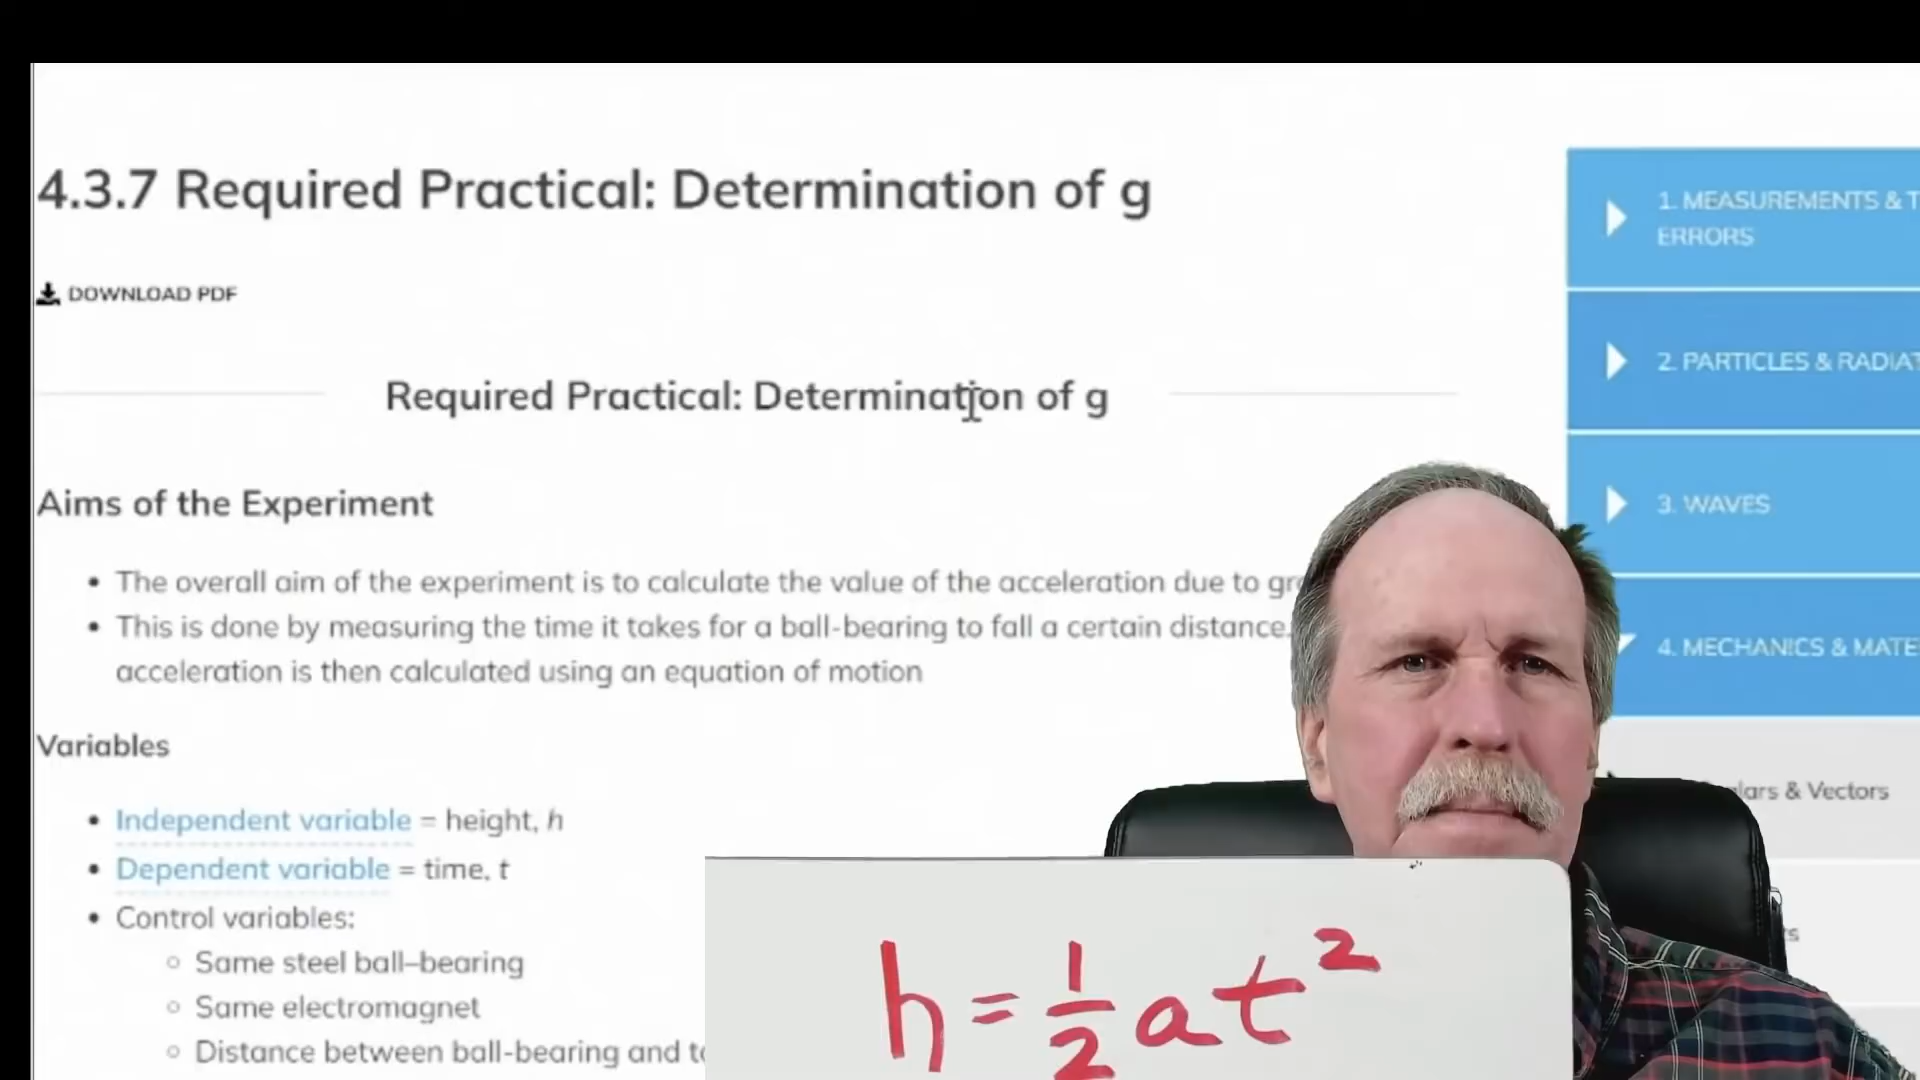 4.3.7 Required Practical: Determination of g
DOWNLOAD PDF
Required Practical: Determination of g
Aims of the Experiment
• The overall aim of the experiment is to calculate the value of the acceleration due to
• This is done by measuring the time it takes for a ball-bearing to fall a certain distance.
acceleration is then calculated using an equation of motion
Variables
• Independent variable = height, h
• Dependent variable = time, t
• Control variables:
○ Same steel ball–bearing
○ Same electromagnet
○ Distance between ball-bearing and
h = 1/2 at²
1. MEASUREMENTS &
ERRORS
2. PARTICLES &
3. WAVES
4. MECHANICS &
& Vectors